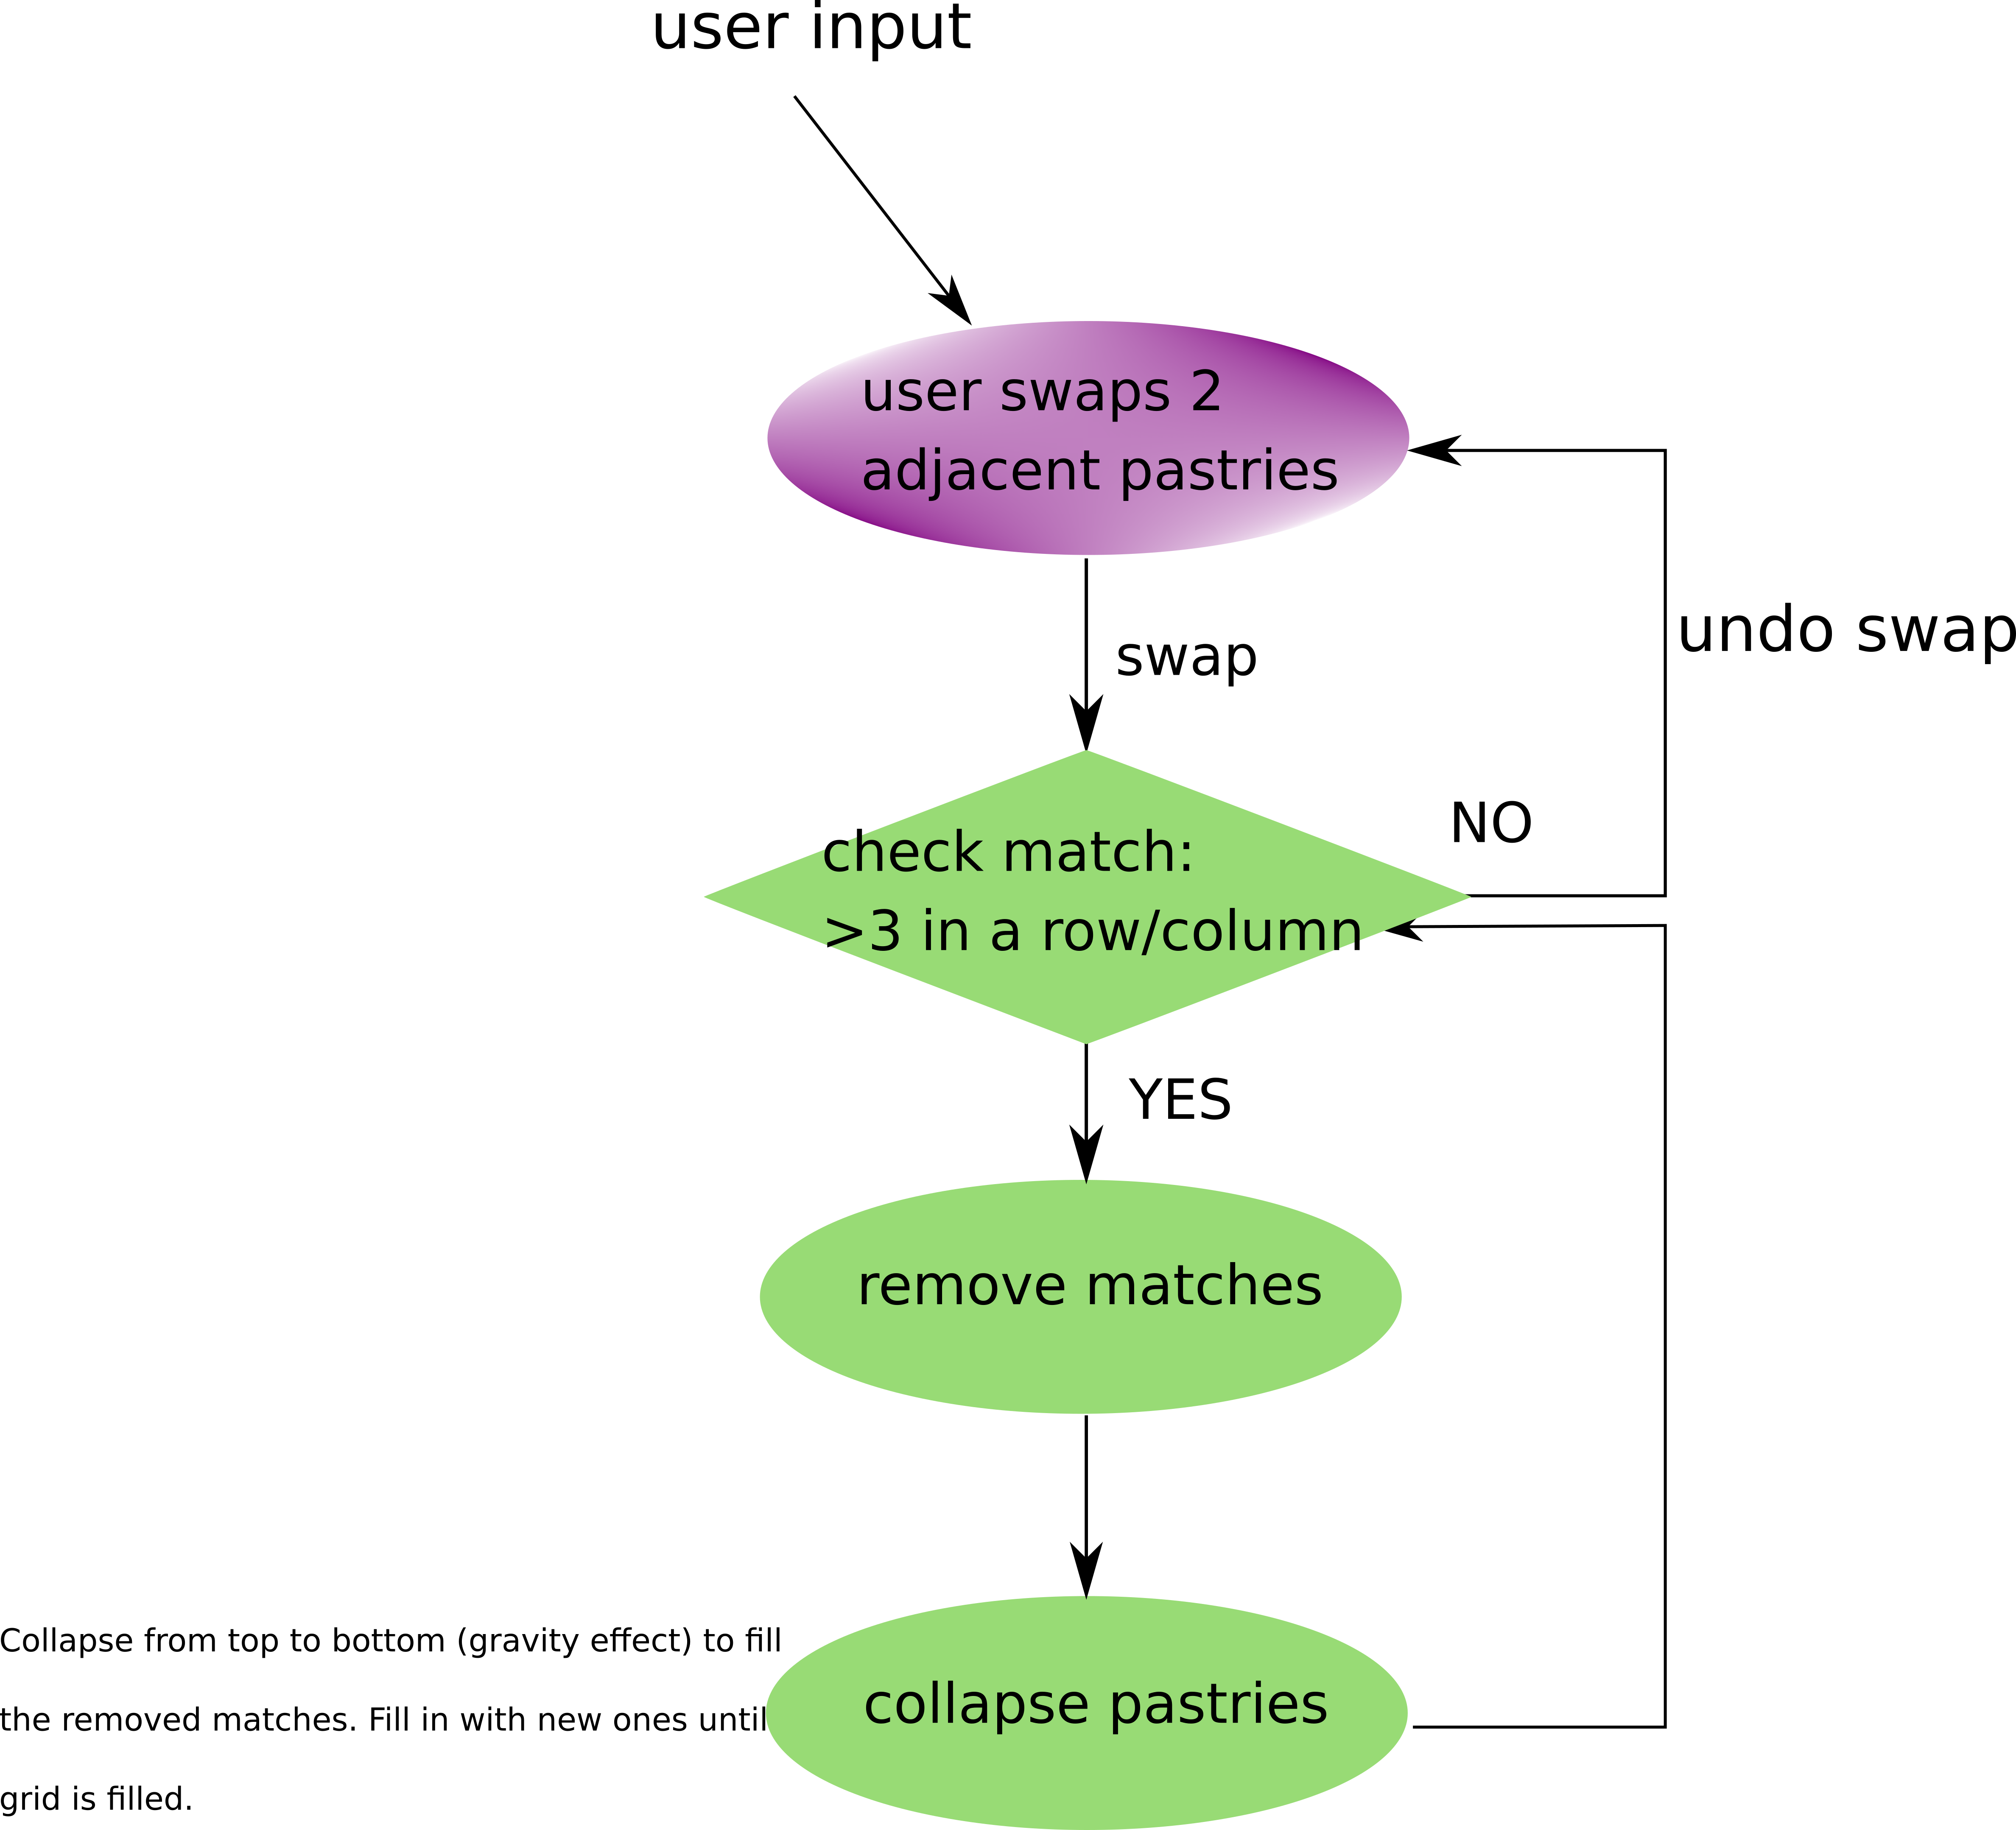 user input
user swaps 2
adjacent pastries
swap
undo swap
NO
check match:
>3 in a row/column
YES
remove matches
collapse pastries
Collapse from top to bottom (gravity effect) to fill
the removed matches. Fill in with new ones until
grid is filled.